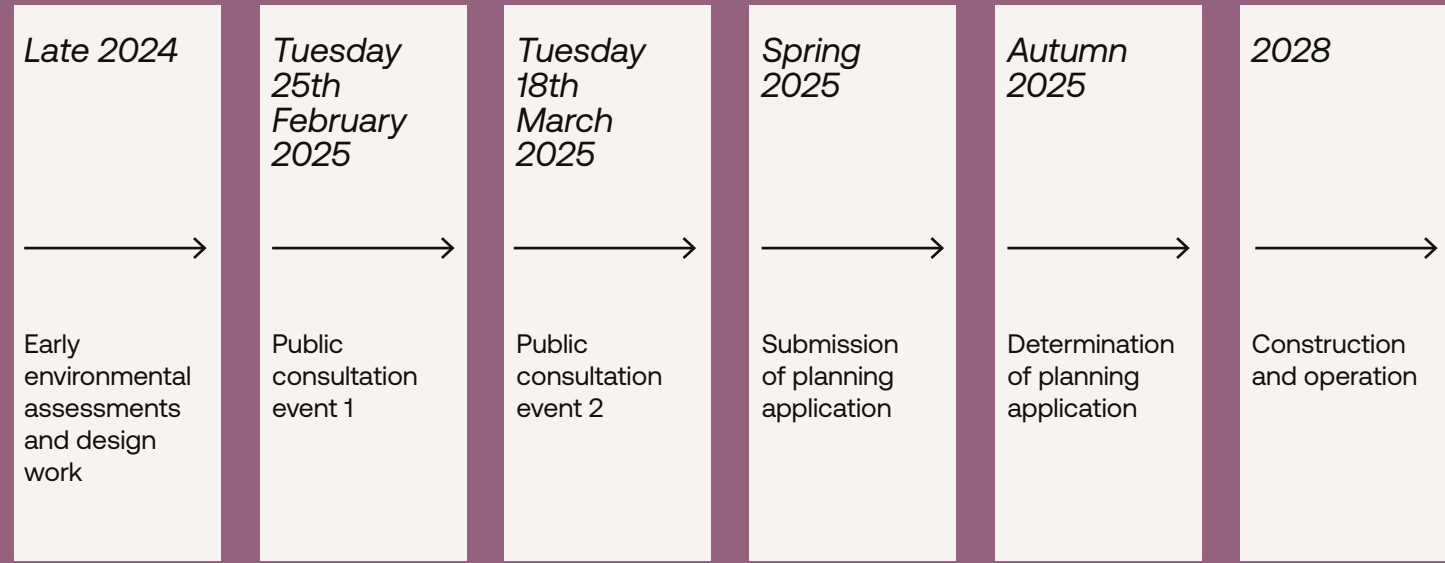 Late 2024
Early
environmental
assessments
and design
work
Tuesday
25th
February
2025
Public
consultation
event 1
Tuesday
18th
March
2025
Public
consultation
event 2
Spring
2025
Submission
of planning
application
Autumn
2025
Determination
of planning
application
2028
Construction
and operation